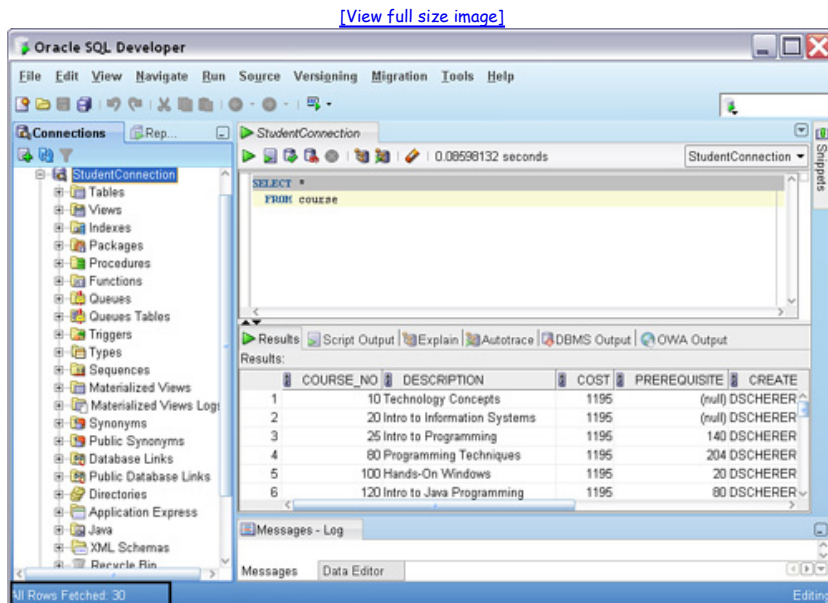 [View full size image]
Oracle SQL Developer
File Edit View Navigate Run Source Versioning Migration Tools Help
Connections Rep...
StudentConnection
Tables
Views
Indexes
Packages
Procedures
Functions
Queues
Queues Tables
Triggers
Types
Sequences
Materialized Views
Materialized Views Logs
Synonyms
Public Synonyms
Database Links
Public Database Links
Directories
Application Express
Java
XML Schemas
Recycle Bin
StudentConnection
0.08598132 seconds StudentConnection
SELECT *
FROM course
Results Script Output Explain Autotrace DBMS Output OWA Output
Results:
COURSE_NO DESCRIPTION COST PREREQUISITE CREATE
1 10 Technology Concepts 1195 (null) DSCHERER
2 20 Intro to Information Systems 1195 (null) DSCHERER
3 25 Intro to Programming 1195 140 DSCHERER
4 80 Programming Techniques 1195 204 DSCHERER
5 100 Hands-On Windows 1195 20 DSCHERER
6 120 Intro to Java Programming 1195 80 DSCHERER
Messages - Log
Messages Data Editor
Snippets
All Rows Fetched: 30 Editing